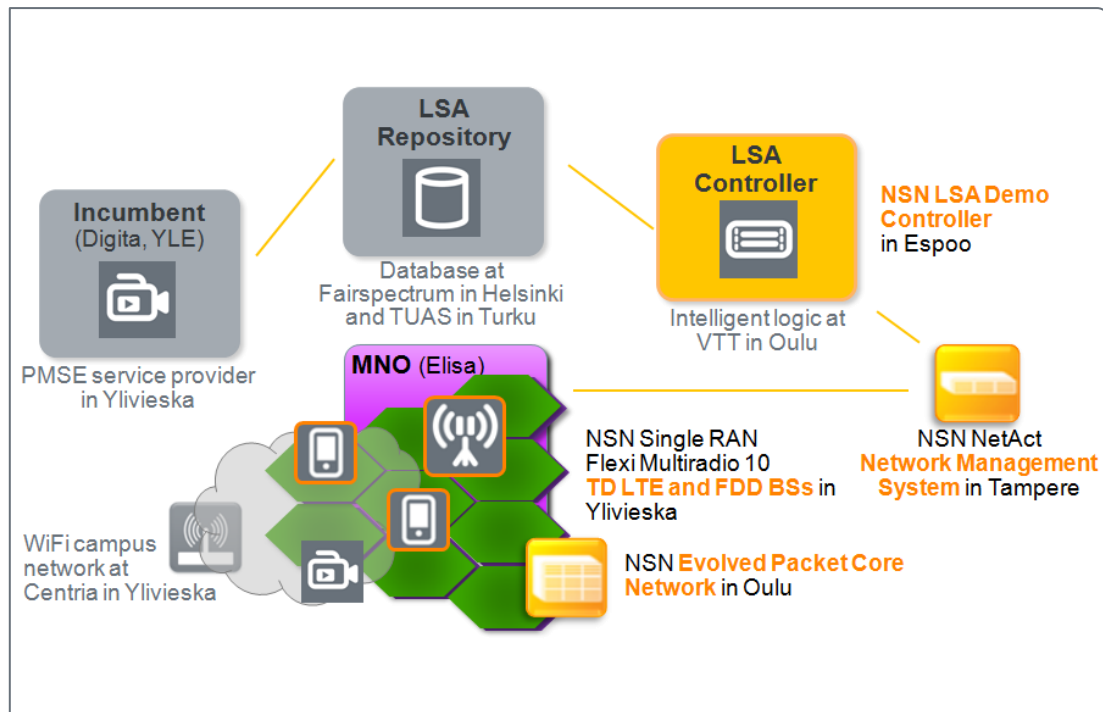 LSA
Repository
LSA
Controller
NSN LSA Demo
Controller
in Espoo
Incumbent
(Digita, YLE)
Database at
Fairspectrum in Helsinki
and TUAS in Turku
Intelligent logic at
VTT in Oulu
PMSE service provider
in Ylivieska
MNO (Elisa)
NSN Single RAN
Flexi Multiradio 10
TD LTE and FDD BSs in
Ylivieska
NSN NetAct
Network Management
System in Tampere
WiFi campus
network at
Centria in Ylivieska
NSN Evolved Packet Core
Network in Oulu